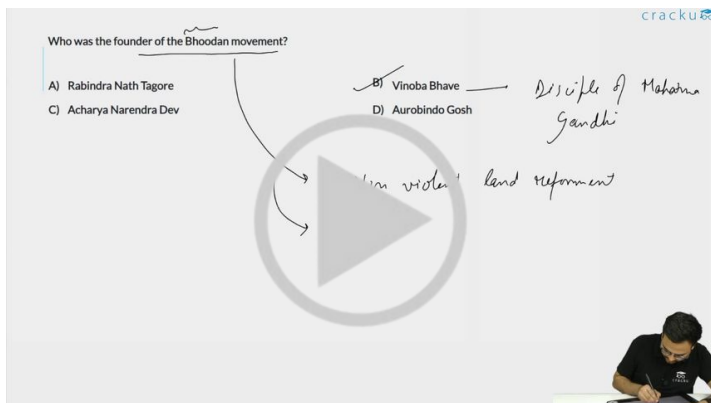 cracku
Who was the founder of the Bhoodan movement?
A) Rabindra Nath Tagore
B) Vinoba Bhave
Disciple of Mahatma
Gandhi
C) Acharya Narendra Dev
D) Aurobindo Gosh
violent land reforment